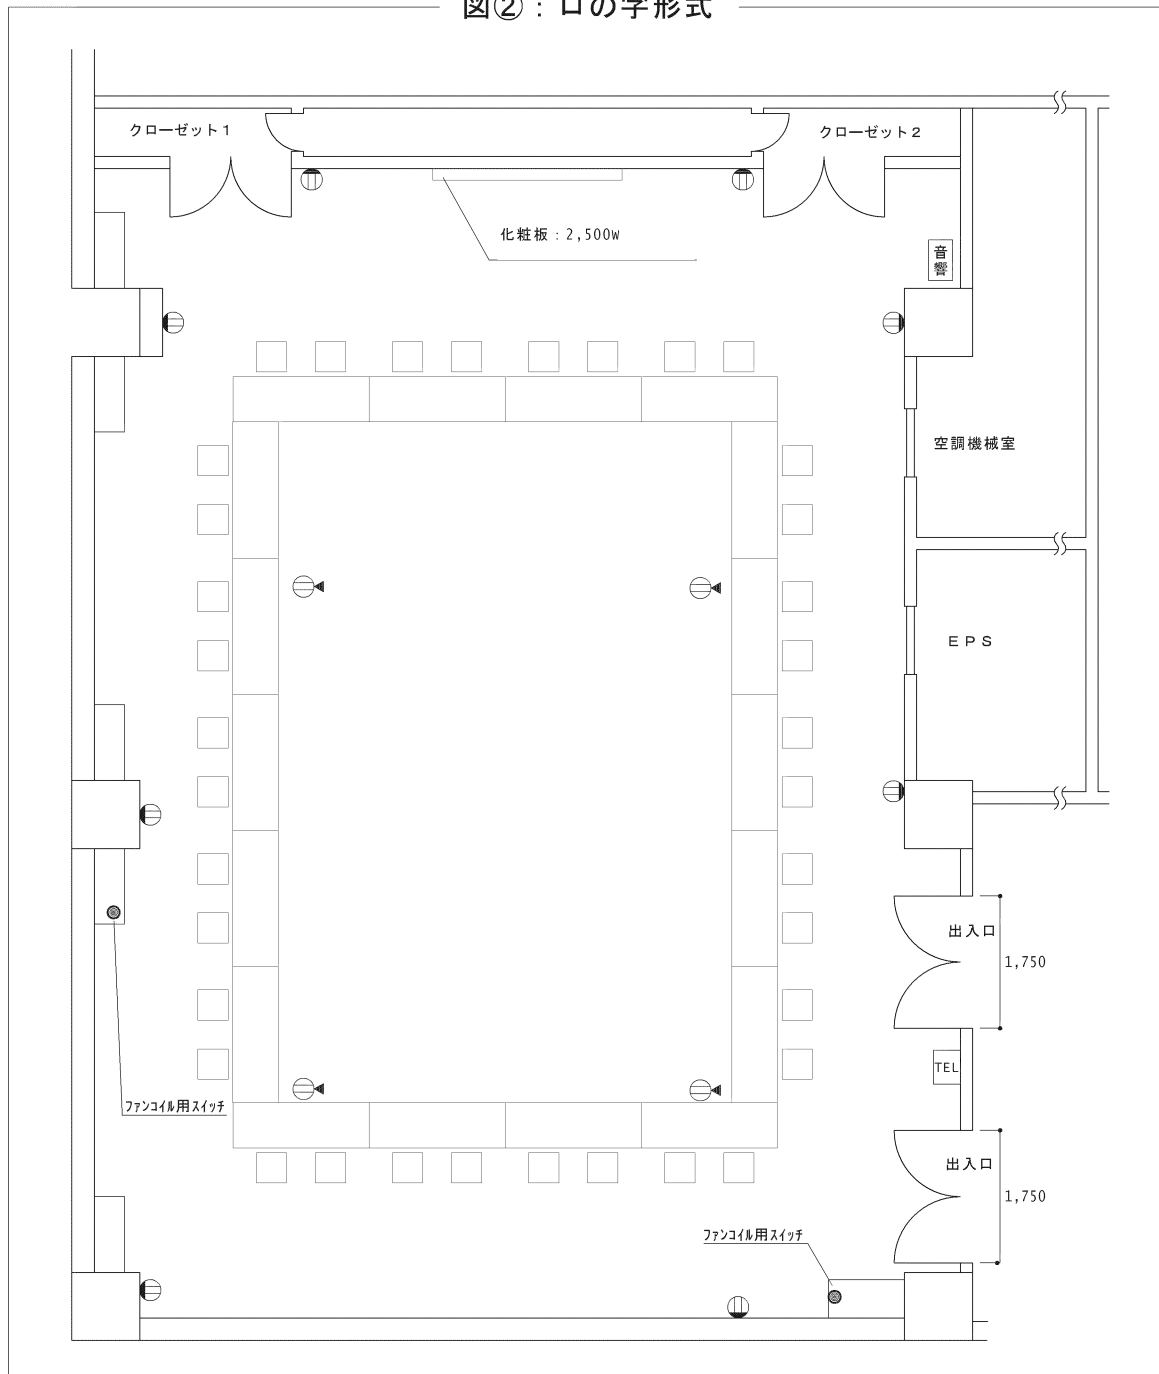 図②：ロの字形式
クローゼット1
クローゼット2
化粧板：2,500W
音
響
空調機械室
EPS
出入口
1,750
TEL
ファンコイル用スイッチ
出入口
1,750
ファンコイル用スイッチ